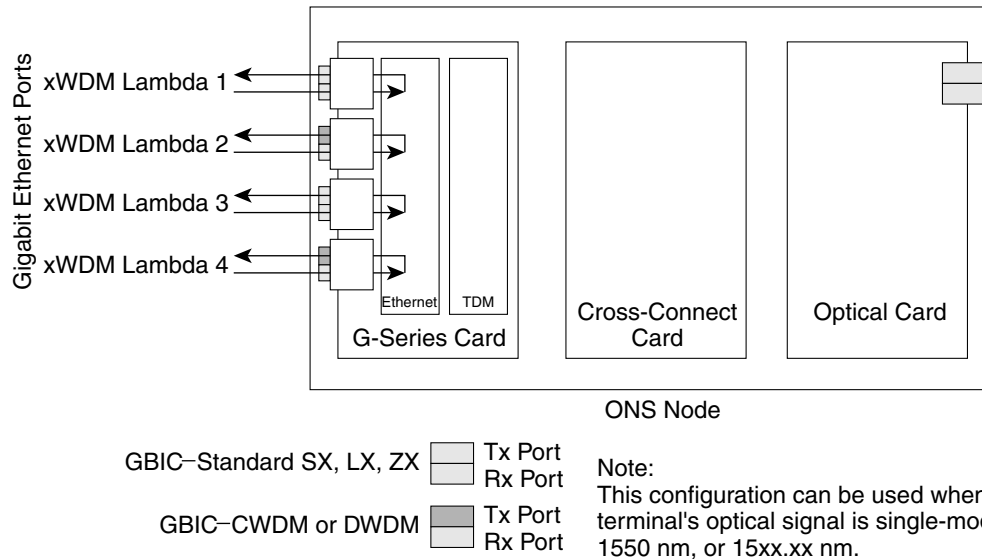 Gigabit Ethernet Ports
xWDM Lambda 1
xWDM Lambda 2
xWDM Lambda 3
xWDM Lambda 4
Ethernet
TDM
G-Series Card
Cross-Connect
Card
Optical Card
ONS Node
GBIC–Standard SX, LX, ZX
Tx Port
Rx Port
GBIC–CWDM or DWDM
Tx Port
Rx Port
Note:
This configuration can be used when
terminal's optical signal is
1550 nm, or 15xx.xx nm.